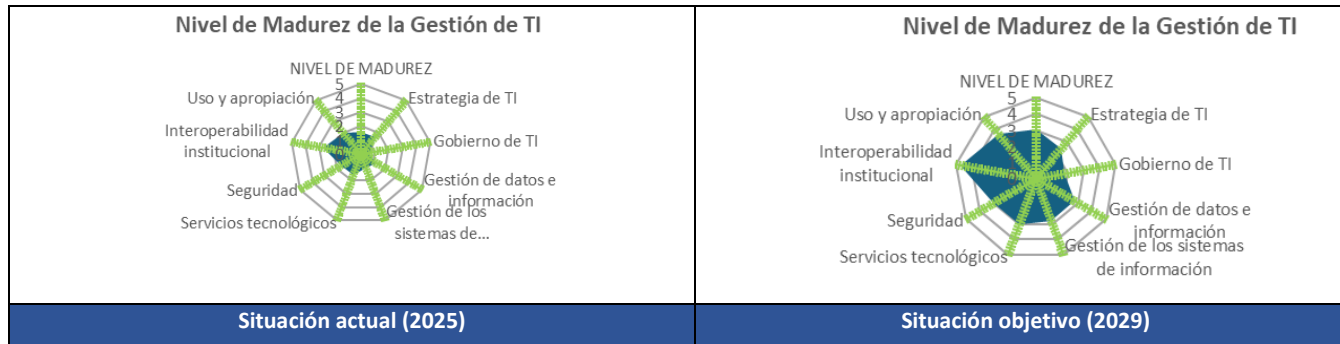 Nivel de Madurez de la Gestión de TI
NIVEL DE MADUREZ
5
4
3
2
Uso y apropiación
Estrategia de TI
Interoperabilidad
institucional
Gobierno de TI
Seguridad
Gestión de datos e
información
Servicios tecnológicos
Gestión de los
sistemas de...
Situación actual (2025)
Nivel de Madurez de la Gestión de TI
NIVEL DE MADUREZ
5
4
3
Uso y apropiación
Estrategia de TI
Interoperabilidad
institucional
Gobierno de TI
Seguridad
Gestión de datos e
información
Servicios tecnológicos
Gestión de los sistemas
de información
Situación objetivo (2029)